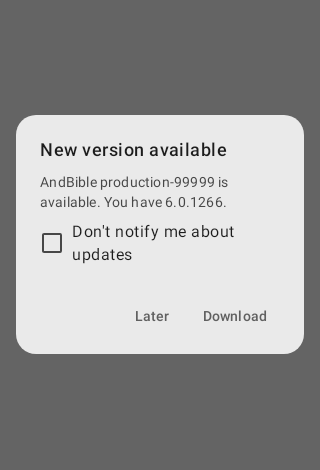 New version available
AndBible production-99999 is
available. You have 6.0.1266.
Don't notify me about
updates
Later
Download